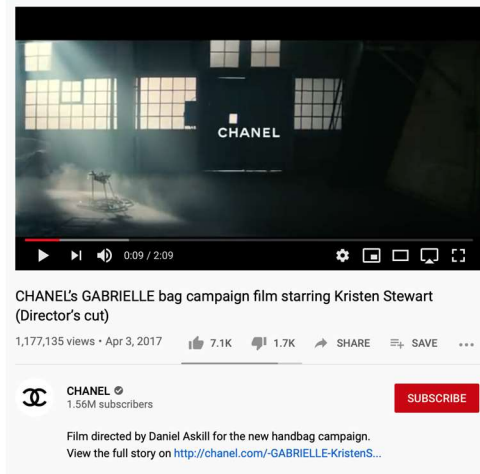 CHANEL
0:09 / 2:09
CHANEL's GABRIELLE bag campaign film starring Kristen Stewart
(Director's cut)
1,177,135 views • Apr 3, 2017 7.1K 1.7K SHARE SAVE
CHANEL
1.56M subscribers
SUBSCRIBE
Film directed by Daniel Askill for the new handbag campaign.
View the full story on http://chanel.com/-GABRIELLE-KristenS...